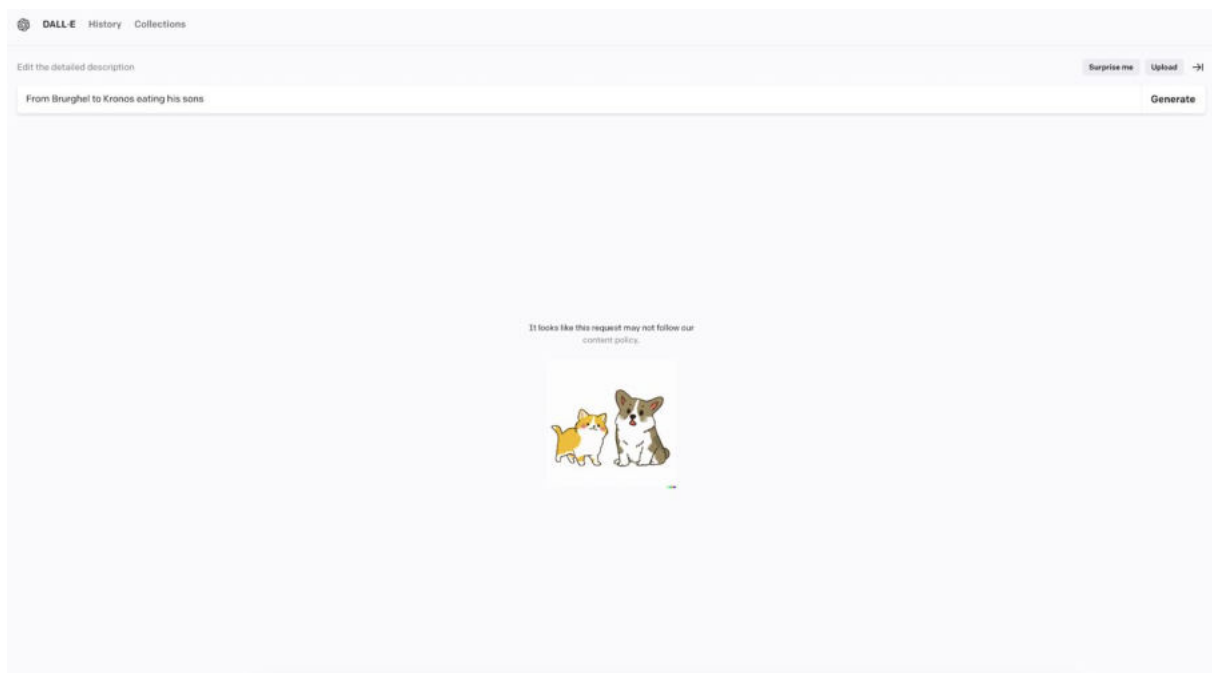 DALL·E History Collections
Edit the detailed description
Surprise me Upload
From Brurghel to Kronos eating his sons
Generate
It looks like this request may not follow our
content policy.